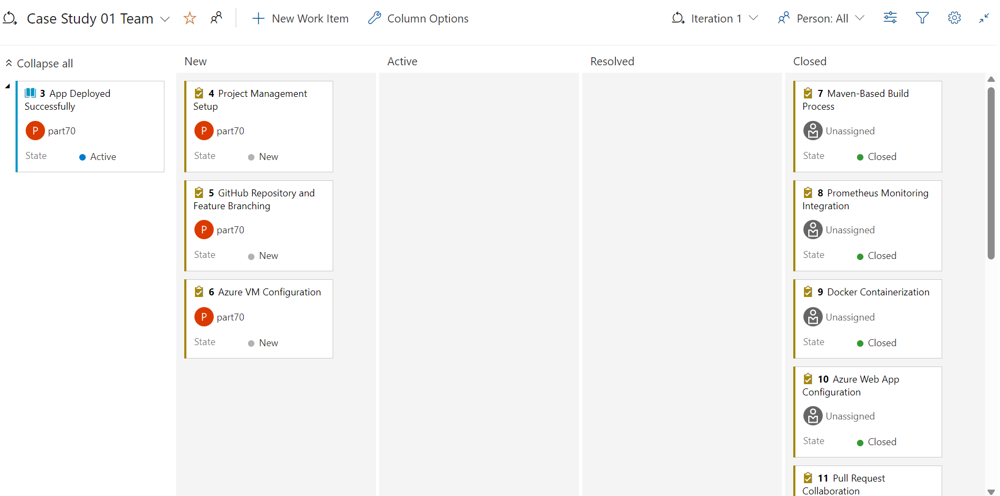 Case Study 01 Team
New Work Item
Column Options
Iteration 1
Person: All
Collapse all
New
Active
Resolved
Closed
3 App Deployed
Successfully
P part70
State
Active
4 Project Management
Setup
P part70
State
New
5 GitHub Repository and
Feature Branching
P part70
State
New
6 Azure VM Configuration
P part70
State
New
7 Maven-Based Build
Process
Unassigned
State
Closed
8 Prometheus Monitoring
Integration
Unassigned
State
Closed
9 Docker Containerization
Unassigned
State
Closed
10 Azure Web App
Configuration
Unassigned
State
Closed
11 Pull Request
Collaboration